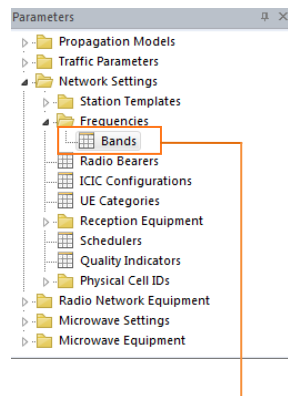 Parameters
Propagation Models
Traffic Parameters
Network Settings
Station Templates
Frequencies
Bands
Radio Bearers
ICIC Configurations
UE Categories
Reception Equipment
Schedulers
Quality Indicators
Physical Cell IDs
Radio Network Equipment
Microwave Settings
Microwave Equipment